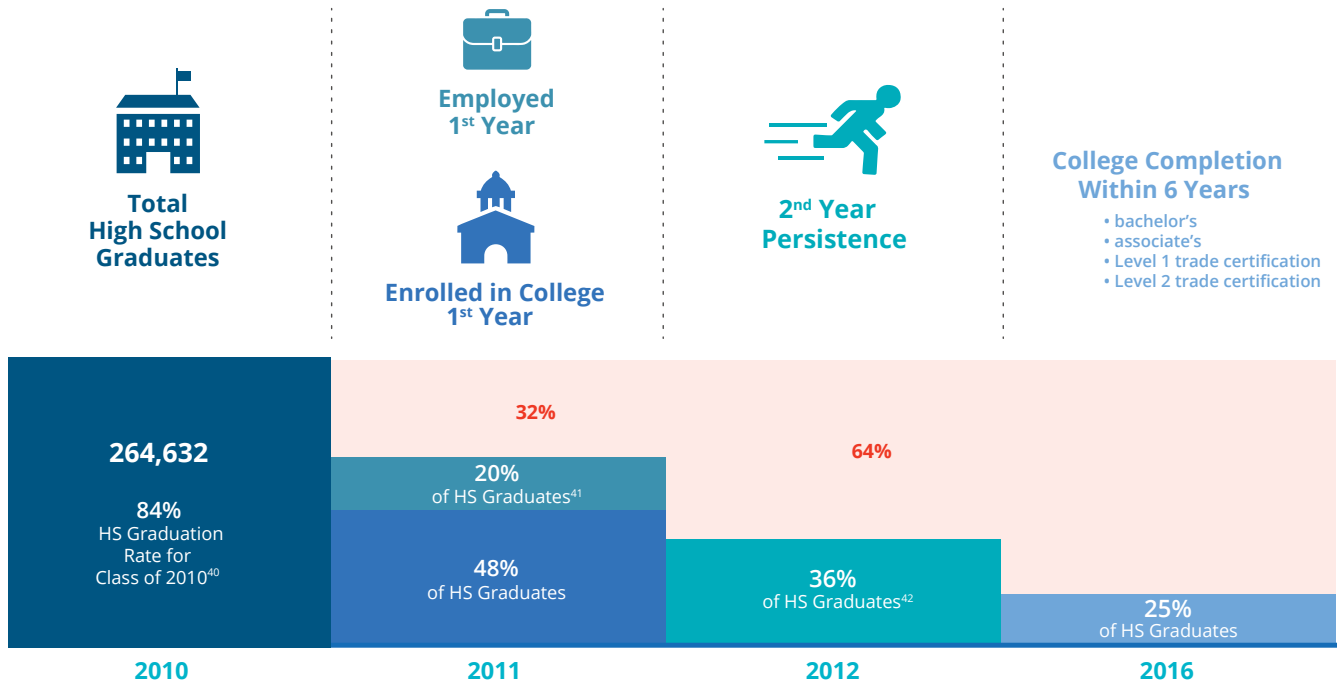 Total
High School
Graduates
Employed
1st Year
Enrolled in College
1st Year
2nd Year
Persistence
College Completion
Within 6 Years
• bachelor's
• associate's
• Level 1 trade certification
• Level 2 trade certification
264,632
84%
HS Graduation
Rate for
Class of 201040
32%
20%
of HS Graduates41
48%
of HS Graduates
64%
36%
of HS Graduates42
25%
of HS Graduates
2010
2011
2012
2016